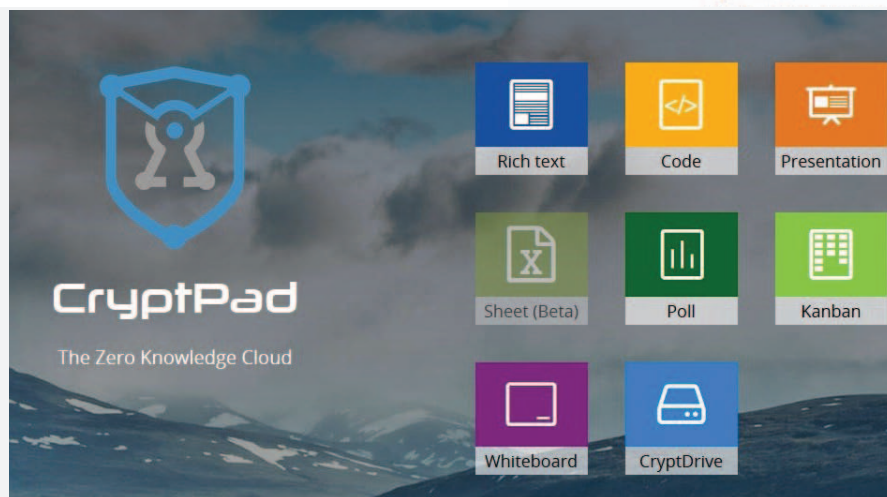 Rich text
Code
Presentation
CryptPad
Sheet (Beta)
Poll
Kanban
The Zero Knowledge Cloud
Whiteboard
CryptDrive